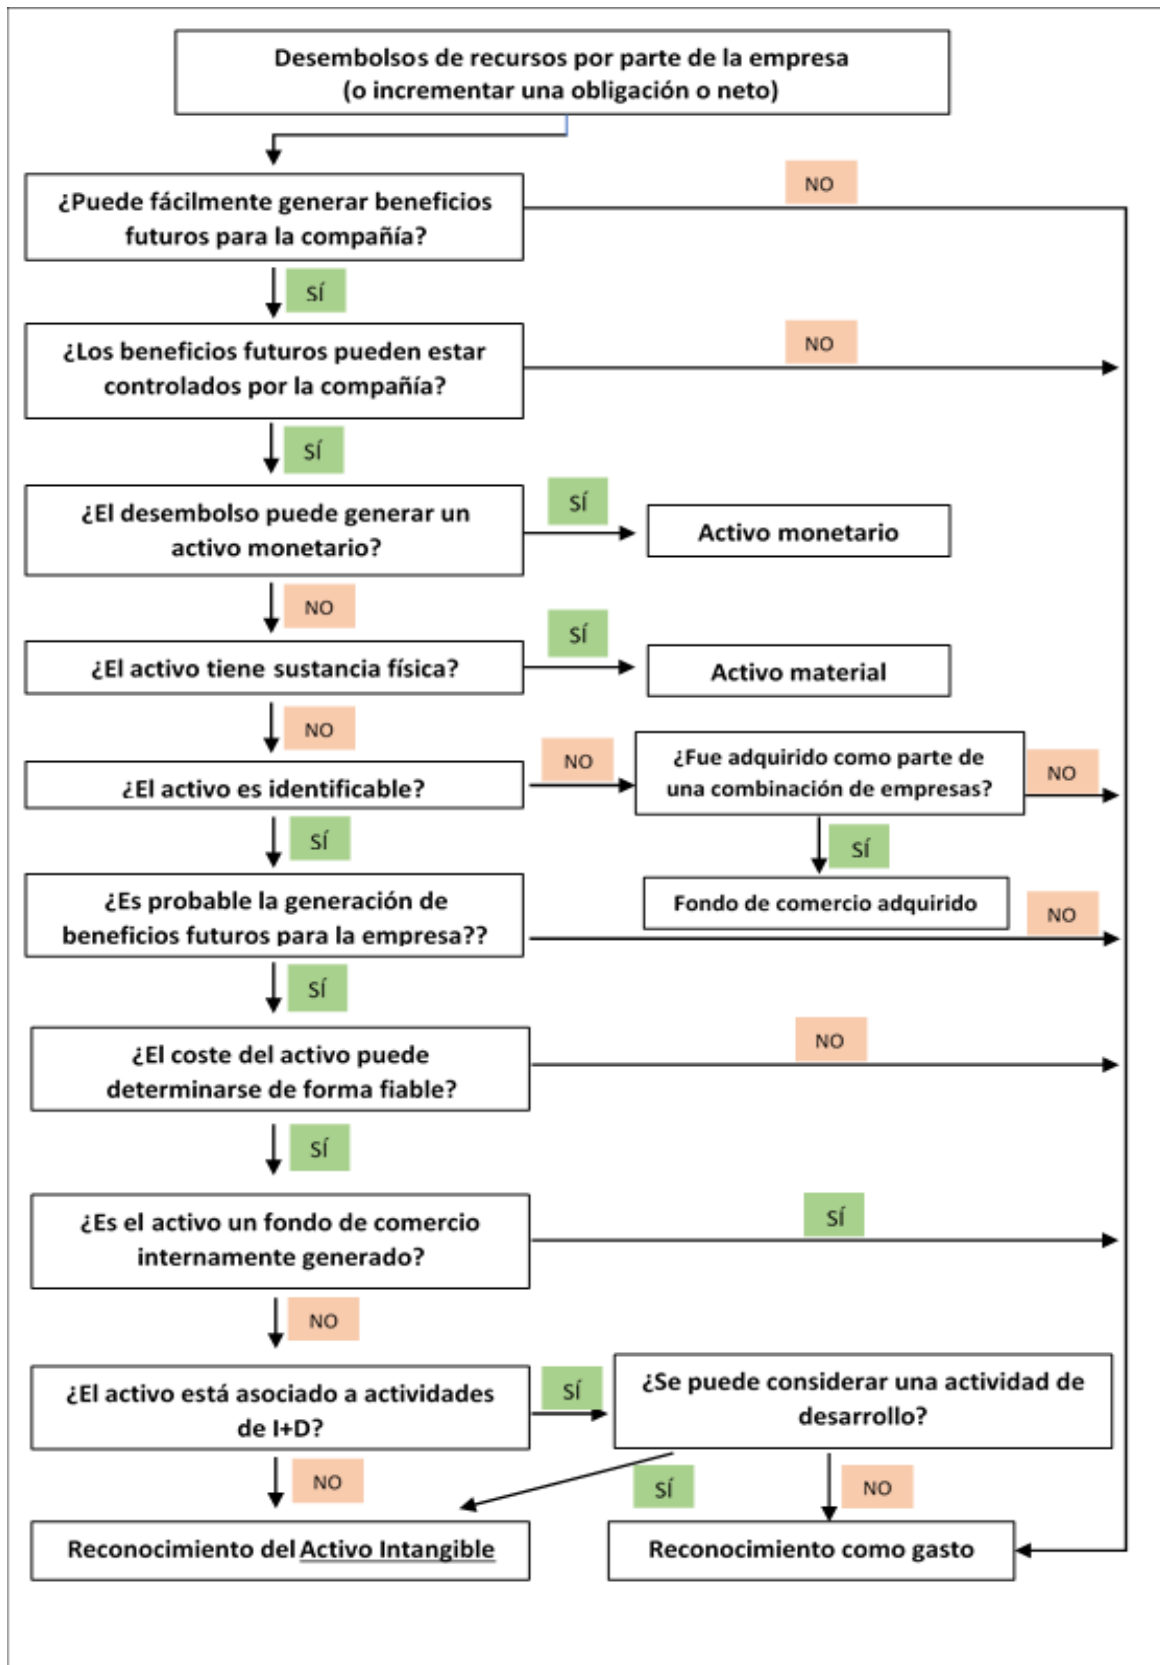 Desembolsos de recursos por parte de la empresa
(o incrementar una obligación o neto)
NO
¿Puede fácilmente generar beneficios
futuros para la compañía?
SÍ
NO
¿Los beneficios futuros pueden estar
controlados por la compañía?
SÍ
SÍ
¿El desembolso puede generar un
activo monetario?
Activo monetario
NO
SÍ
¿El activo tiene sustancia física?
Activo material
NO
NO
¿Fue adquirido como parte de
una combinación de empresas?
NO
¿El activo es identificable?
SÍ
SÍ
¿Es probable la generación de
beneficios futuros para la empresa??
Fondo de comercio adquirido
NO
SÍ
NO
¿El coste del activo puede
determinarse de forma fiable?
SÍ
SÍ
¿Es el activo un fondo de comercio
internamente generado?
NO
¿El activo está asociado a actividades
de I+D?
SÍ
¿Se puede considerar una actividad de
desarrollo?
NO
SÍ
NO
Reconocimiento del Activo Intangible
Reconocimiento como gasto